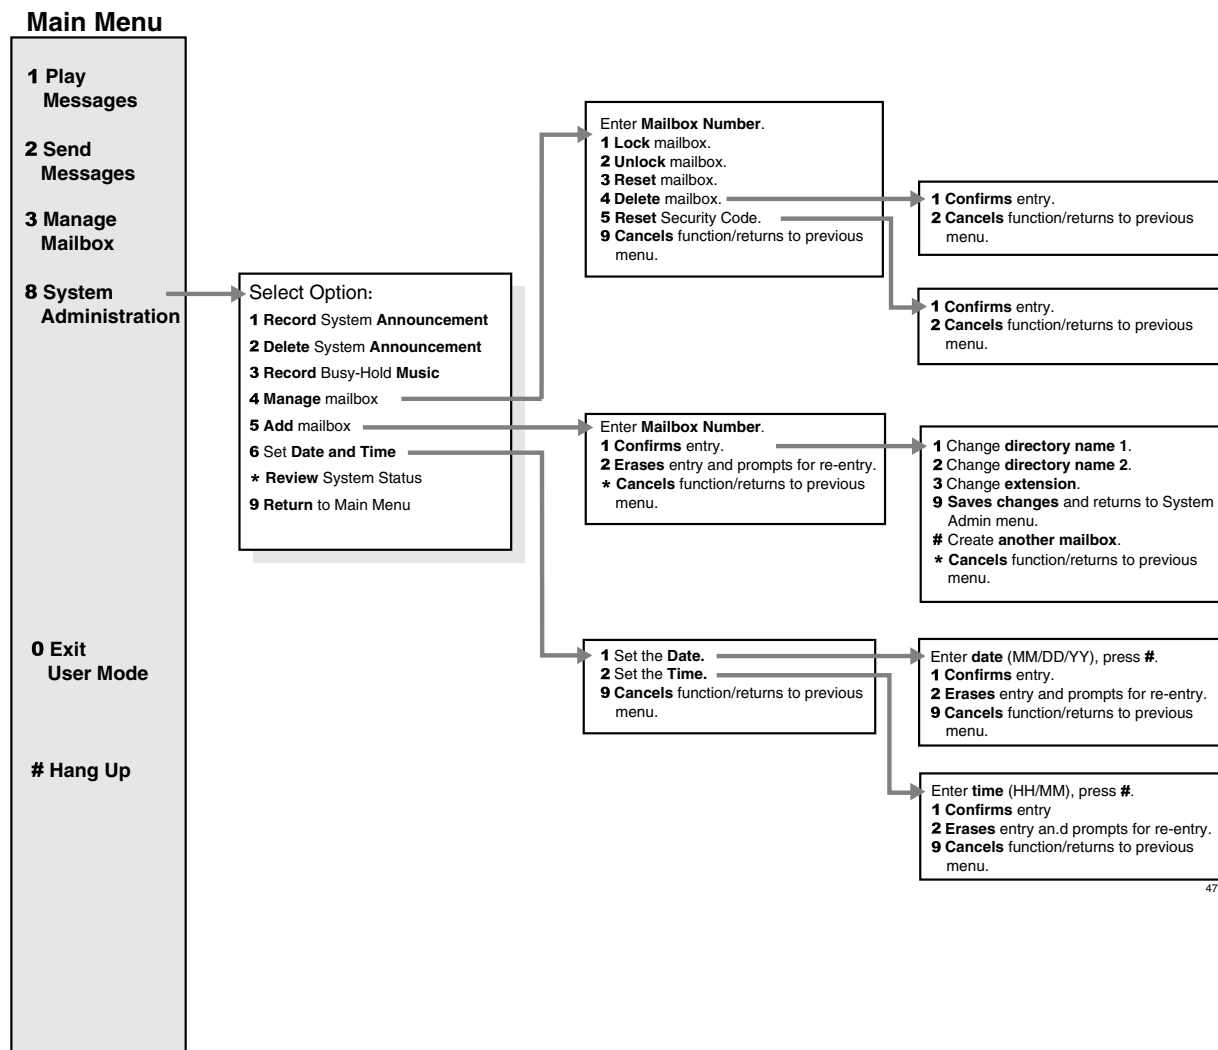 Main Menu
1 Play
Messages
2 Send
Messages
3 Manage
Mailbox
8 System
Administration
0 Exit
User Mode
# Hang Up
Select Option:
1 Record System Announcement
2 Delete System Announcement
3 Record Busy-Hold Music
4 Manage mailbox
5 Add mailbox
6 Set Date and Time
* Review System Status
9 Return to Main Menu
Enter Mailbox Number.
1 Lock mailbox.
2 Unlock mailbox.
3 Reset mailbox.
4 Delete mailbox.
5 Reset Security Code.
9 Cancels function/returns to previous
menu.
1 Confirms entry.
2 Cancels function/returns to previous
menu.
1 Confirms entry.
2 Cancels function/returns to previous
menu.
Enter Mailbox Number.
1 Confirms entry.
2 Erases entry and prompts for re-entry.
* Cancels function/returns to previous
menu.
1 Change directory name 1.
2 Change directory name 2.
3 Change extension.
9 Saves changes and returns to System
Admin menu.
# Create another mailbox.
* Cancels function/returns to previous
menu.
1 Set the Date.
2 Set the Time.
9 Cancels function/returns to previous
menu.
Enter date (MM/DD/YY), press #.
1 Confirms entry.
2 Erases entry and prompts for re-entry.
9 Cancels function/returns to previous
menu.
Enter time (HH/MM), press #.
1 Confirms entry
2 Erases entry an.d prompts for re-entry.
9 Cancels function/returns to previous
menu.
47